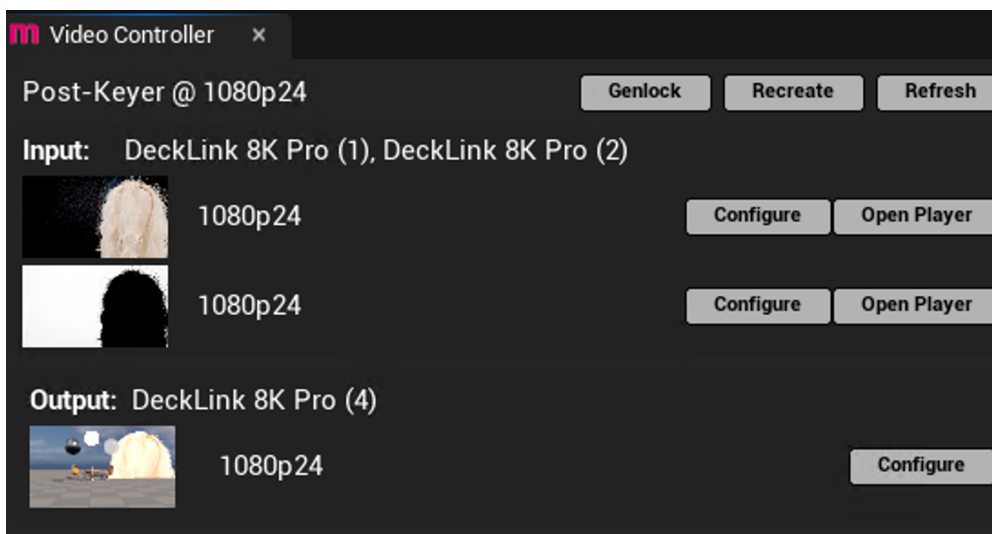 m Video Controller ×
Post-Keyer @ 1080p24 Genlock Recreate Refresh
Input: DeckLink 8K Pro (1), DeckLink 8K Pro (2)
1080p24 Configure Open Player
1080p24 Configure Open Player
Output: DeckLink 8K Pro (4)
1080p24 Configure